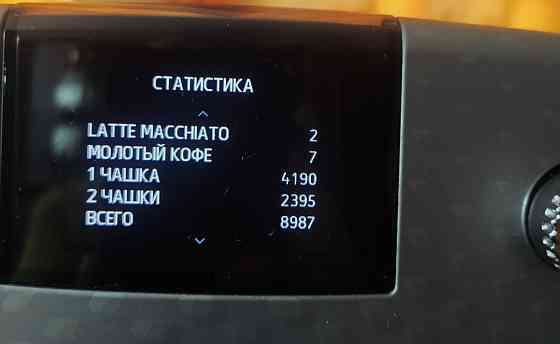 СТАТИСТИКА
LATTE MACCHIATO 2
МОЛОТЫЙ КОФЕ 7
1 ЧАШКА 4190
2 ЧАШКИ 2395
ВСЕГО 8987